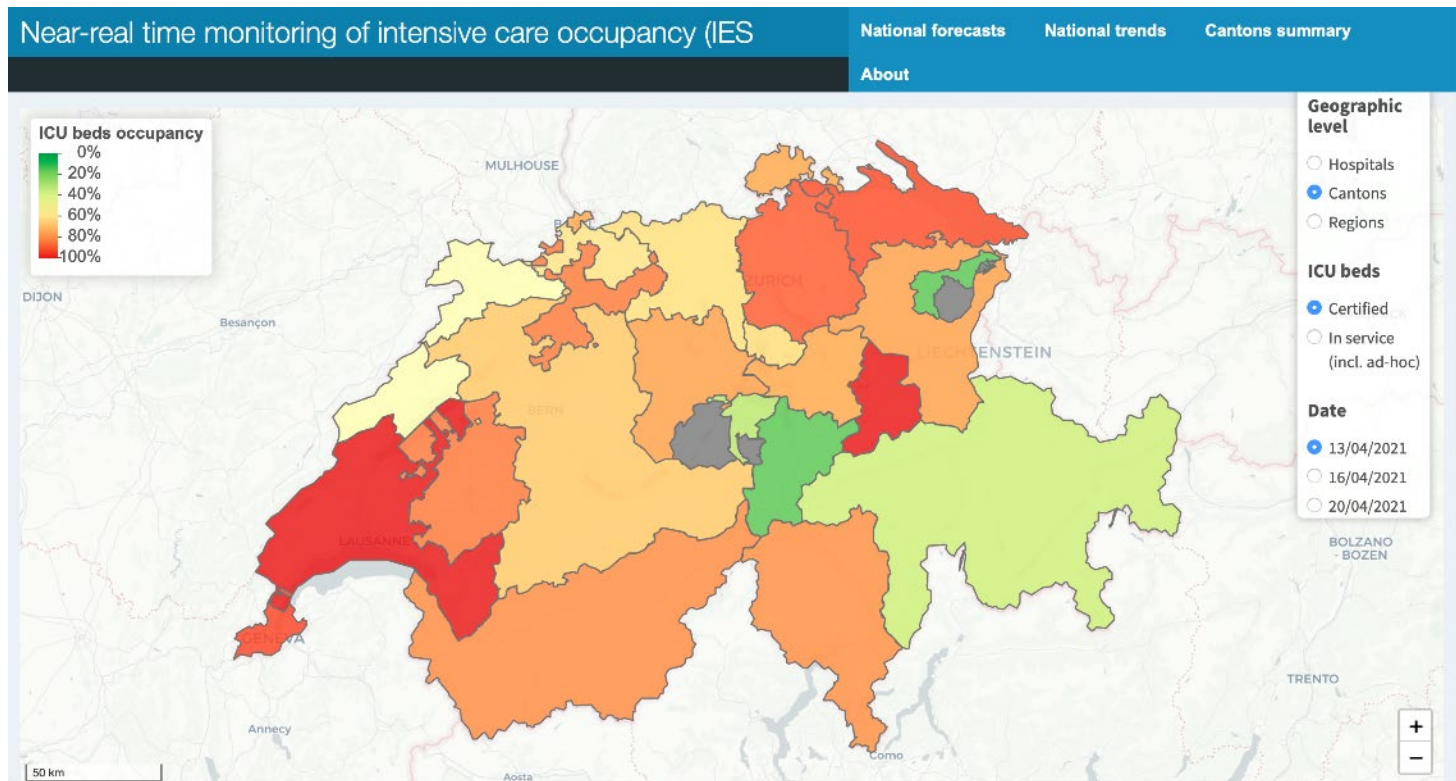 Near-real time monitoring of intensive care occupancy (IES
National forecasts
National trends
Cantons summary
About
ICU beds occupancy
0%
20%
40%
60%
80%
100%
Geographic
level
Hospitals
Cantons
Regions
ICU beds
Certified
In service
(incl. ad-hoc)
Date
13/04/2021
16/04/2021
20/04/2021
MULHOUSE
DIJON
Besançon
ZURICH
LIECHTENSTEIN
BERN
LAUSANNE
GENEVA
Annecy
Aosta
Como
BOLZANO
- BOZEN
TRENTO
+
−
50 km